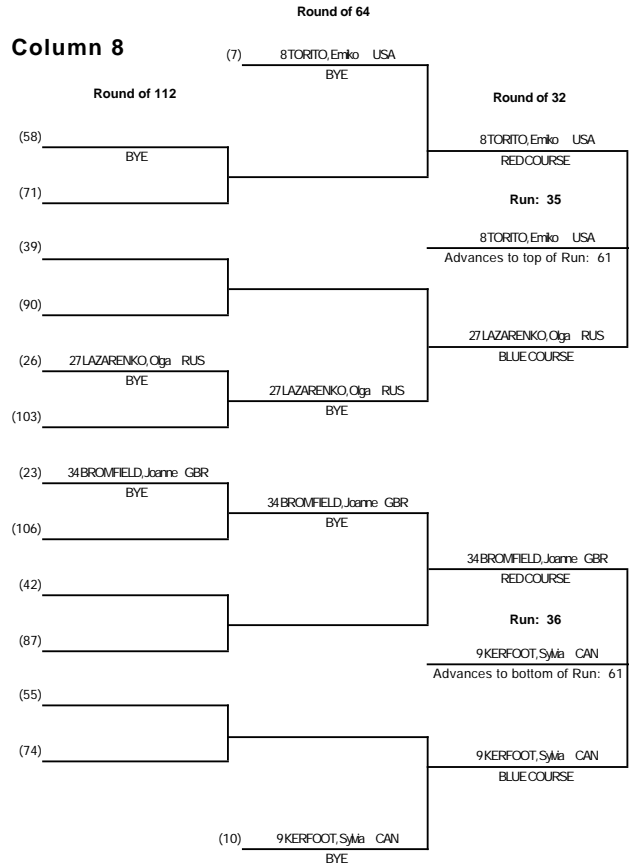 Round of 64
Column 8
(7) 8 TORITO, Emiko USA
BYE
Round of 112
Round of 32
(58)
BYE
8 TORITO, Emiko USA
RED COURSE
(71)
Run: 35
(39)
8 TORITO, Emiko USA
Advances to top of Run: 61
(90)
27 LAZARENKO, Olga RUS
BLUE COURSE
(26) 27 LAZARENKO, Olga RUS
BYE
27 LAZARENKO, Olga RUS
BYE
(103)
(23) 34 BROMFIELD, Joanne GBR
BYE
34 BROMFIELD, Joanne GBR
BYE
(106)
34 BROMFIELD, Joanne GBR
RED COURSE
(42)
Run: 36
(87)
9 KERFOOT, Sylvia CAN
Advances to bottom of Run: 61
(55)
(74)
9 KERFOOT, Sylvia CAN
BLUE COURSE
(10) 9 KERFOOT, Sylvia CAN
BYE